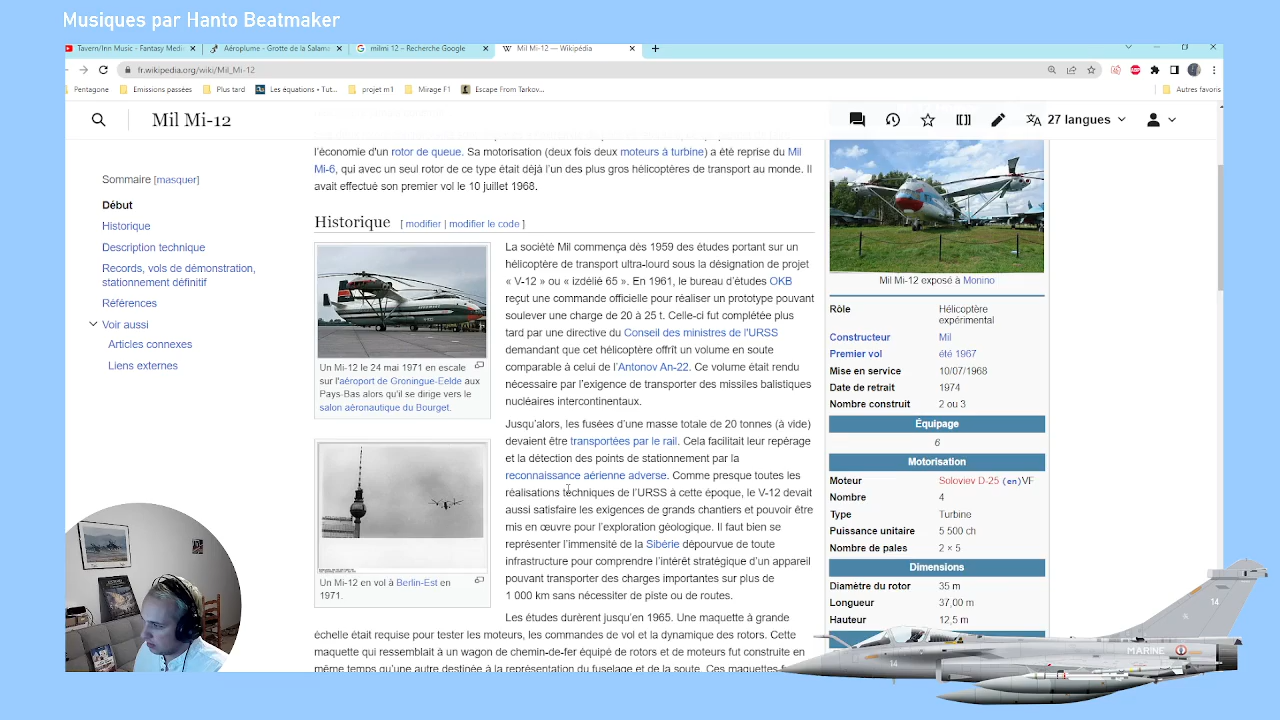 Musiques par Hanto Beatmaker
Tavern/Inn Music - Fantasy Medi
Aéroplume - Grotte de la Salama
milmi 12 – Recherche Google
Mil Mi-12 — Wikipédia
fr.wikipedia.org/wiki/Mil_Mi-12
Pentagone
Emissions passées
Plus tard
Les équations • Tut...
projet m1
Mirage F1
Escape From Tarkov...
Autres favoris
Mil Mi-12
27 langues
Sommaire [masquer]
Début
Historique
Description technique
Records, vols de démonstration,
stationnement définitif
Références
Voir aussi
Articles connexes
Liens externes
l'économie d'un rotor de queue. Sa motorisation (deux fois deux moteurs à turbine) a été reprise du Mil
Mi-6, qui avec un seul rotor de ce type était déjà l'un des plus gros hélicoptères de transport au monde. Il
avait effectué son premier vol le 10 juillet 1968.
Historique [ modifier | modifier le code ]
Un Mi-12 le 24 mai 1971 en escale
sur l'aéroport de Groningue-Eelde aux
Pays-Bas alors qu'il se dirige vers le
salon aéronautique du Bourget.
Un Mi-12 en vol à Berlin-Est en
1971.
La société Mil commença dès 1959 des études portant sur un
hélicoptère de transport ultra-lourd sous la désignation de projet
« V-12 » ou « izdélié 65 ». En 1961, le bureau d'études OKB
reçut une commande officielle pour réaliser un prototype pouvant
soulever une charge de 20 à 25 t. Celle-ci fut complétée plus
tard par une directive du Conseil des ministres de l'URSS
demandant que cet hélicoptère offrît un volume en soute
comparable à celui de l'Antonov An-22. Ce volume était rendu
nécessaire par l'exigence de transporter des missiles balistiques
nucléaires intercontinentaux.
Jusqu'alors, les fusées d'une masse totale de 20 tonnes (à vide)
devaient être transportées par le rail. Cela facilitait leur repérage
et la détection des points de stationnement par la
reconnaissance aérienne adverse. Comme presque toutes les
réalisations techniques de l'URSS à cette époque, le V-12 devait
aussi satisfaire les exigences de grands chantiers et pouvoir être
mis en œuvre pour l'exploration géologique. Il faut bien se
représenter l'immensité de la Sibérie dépourvue de toute
infrastructure pour comprendre l'intérêt stratégique d'un appareil
pouvant transporter des charges importantes sur plus de
1 000 km sans nécessiter de piste ou de routes.
Les études durèrent jusqu'en 1965. Une maquette à grande
échelle était requise pour tester les moteurs, les commandes de vol et la dynamique des rotors. Cette
maquette qui ressemblait à un wagon de chemin-de-fer équipé de rotors et de moteurs fut construite en
Mil Mi-12 exposé à Monino
Rôle Hélicoptère
expérimental
Constructeur Mil
Premier vol été 1967
Mise en service 10/07/1968
Date de retrait 1974
Nombre construit 2 ou 3
Équipage
6
Motorisation
Moteur Soloviev D-25 (en)VF
Nombre 4
Type Turbine
Puissance unitaire 5 500 ch
Nombre de pales 2 × 5
Dimensions
Diamètre du rotor 35 m
Longueur 37,00 m
Hauteur 12,5 m
14
MARINE
14